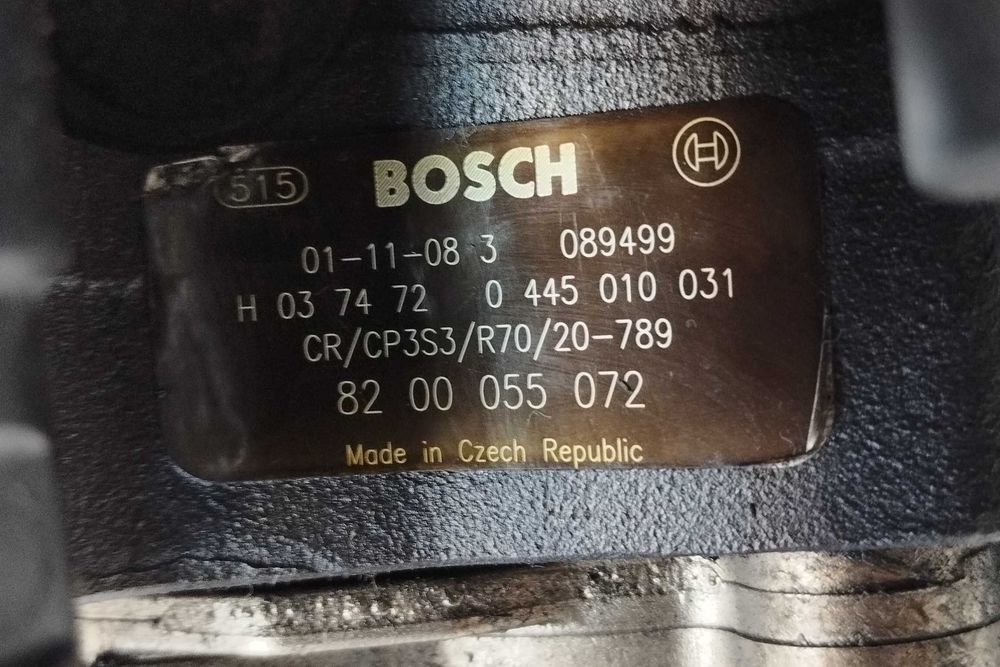 515 BOSCH
01-11-08 3 089499
H 03 74 72 0 445 010 031
CR/CP3S3/R70/20-789
82 00 055 072
Made in Czech Republic